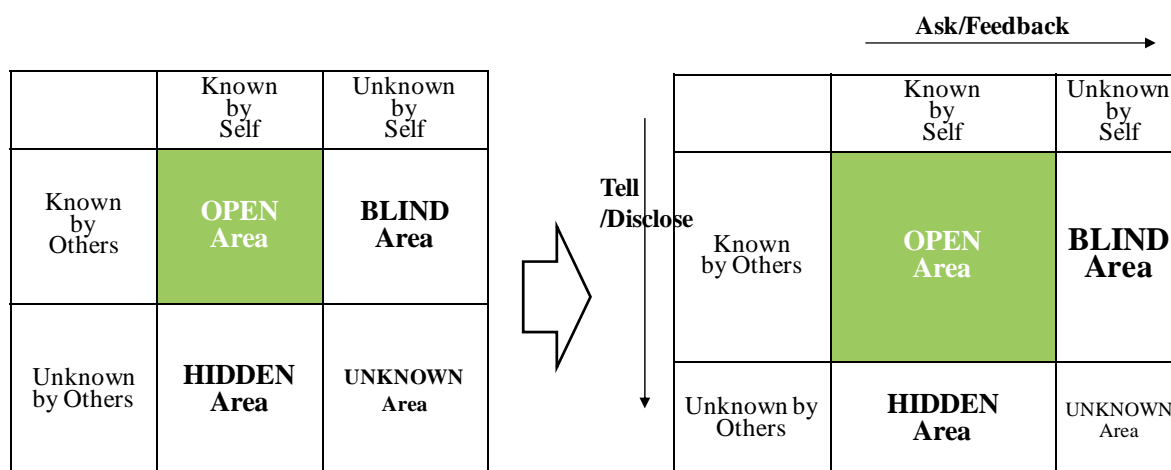 Ask/Feedback
Known
by
Self
Unknown
by
Self
Known
by
Others
OPEN
Area
BLIND
Area
Unknown
by Others
HIDDEN
Area
UNKNOWN
Area
Tell
/Disclose
Known
by
Self
Unknown
by
Self
Known
by Others
OPEN
Area
BLIND
Area
Unknown by
Others
HIDDEN
Area
UNKNOWN
Area